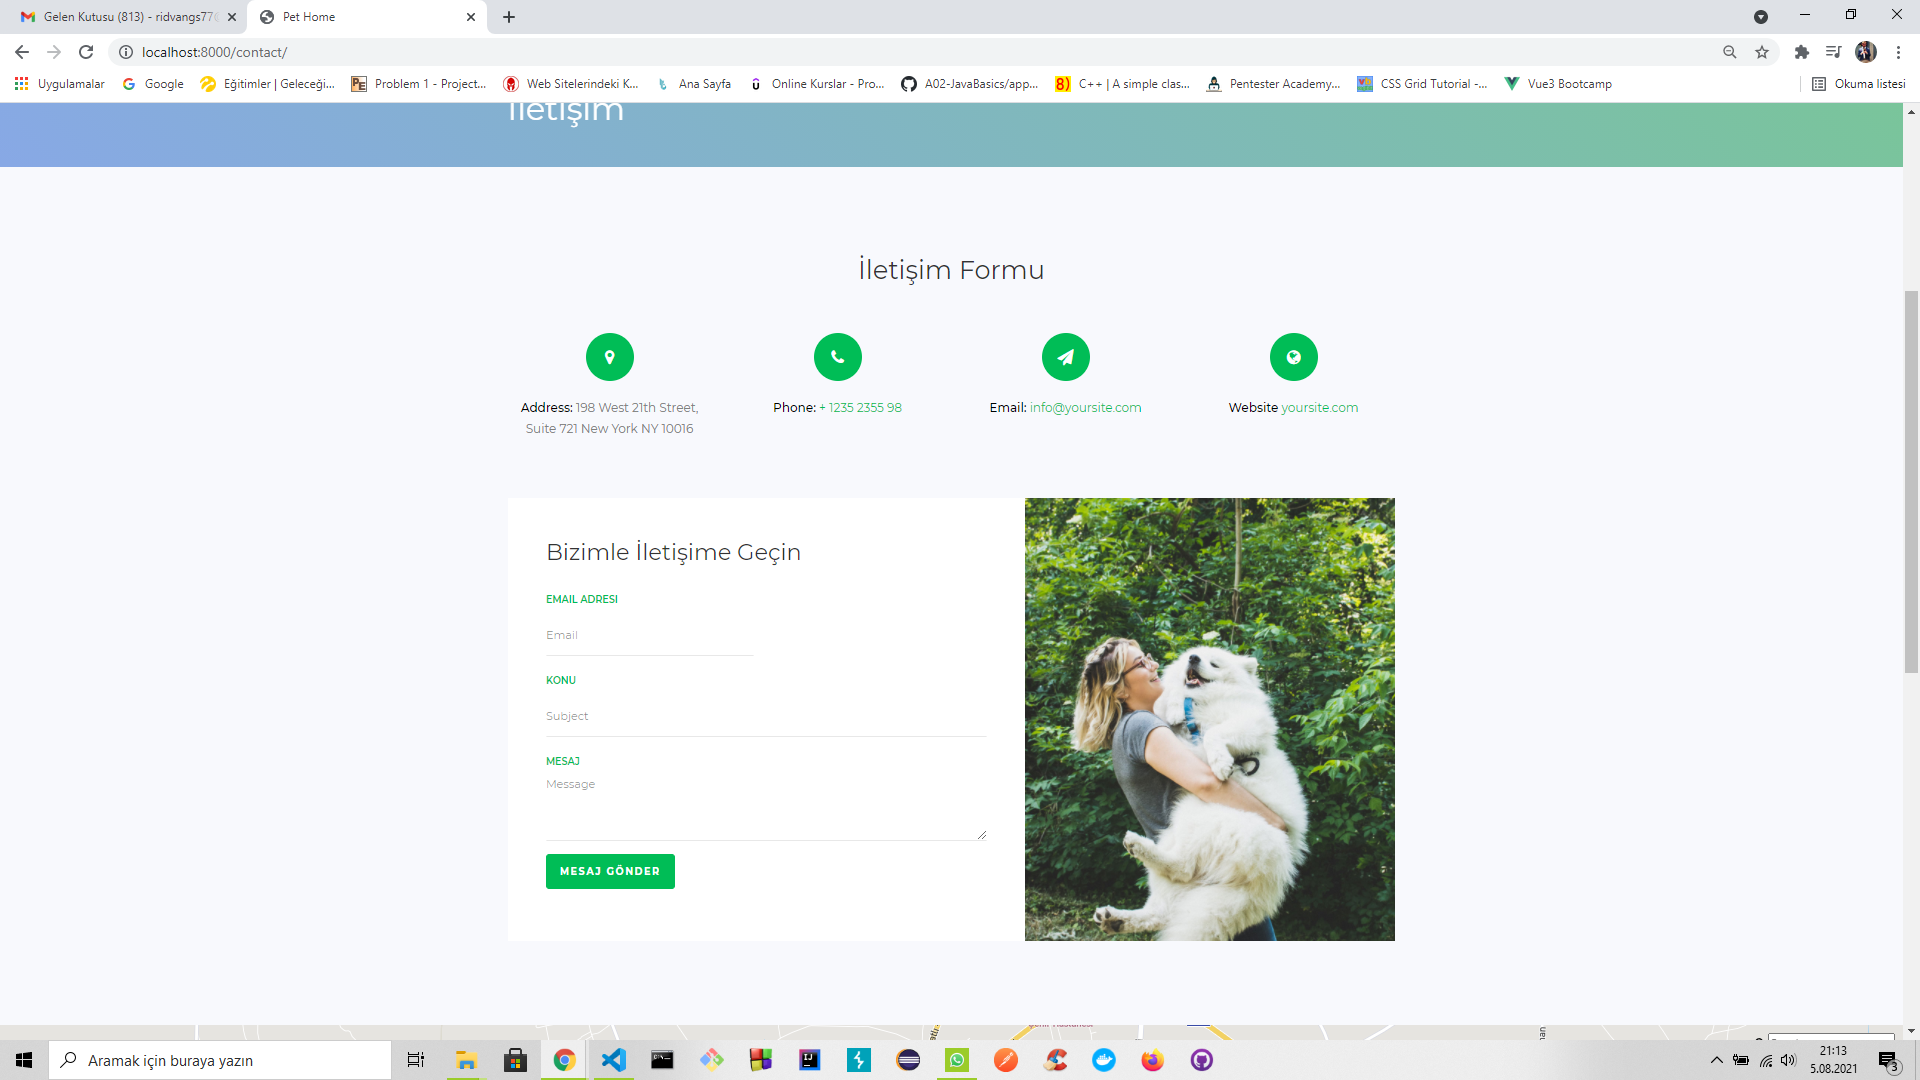 Gelen Kutusu (813) - ridvangs77
Pet Home
localhost:8000/contact/
Uygulamalar
Google
Eğitimler | Geleceği...
Problem 1 - Project...
Web Sitelerindeki K...
Ana Sayfa
Online Kurslar - Pro...
A02-JavaBasics/app...
C++ | A simple clas...
Pentester Academy...
CSS Grid Tutorial -...
Vue3 Bootcamp
Okuma listesi
İletişim
İletişim Formu
Address: 198 West 21th Street,
Suite 721 New York NY 10016
Phone: + 1235 2355 98
Email: info@yoursite.com
Website yoursite.com
Bizimle İletişime Geçin
EMAIL ADRESI
Email
KONU
Subject
MESAJ
Message
MESAJ GÖNDER
Aramak için buraya yazın
21:13
5.08.2021
3